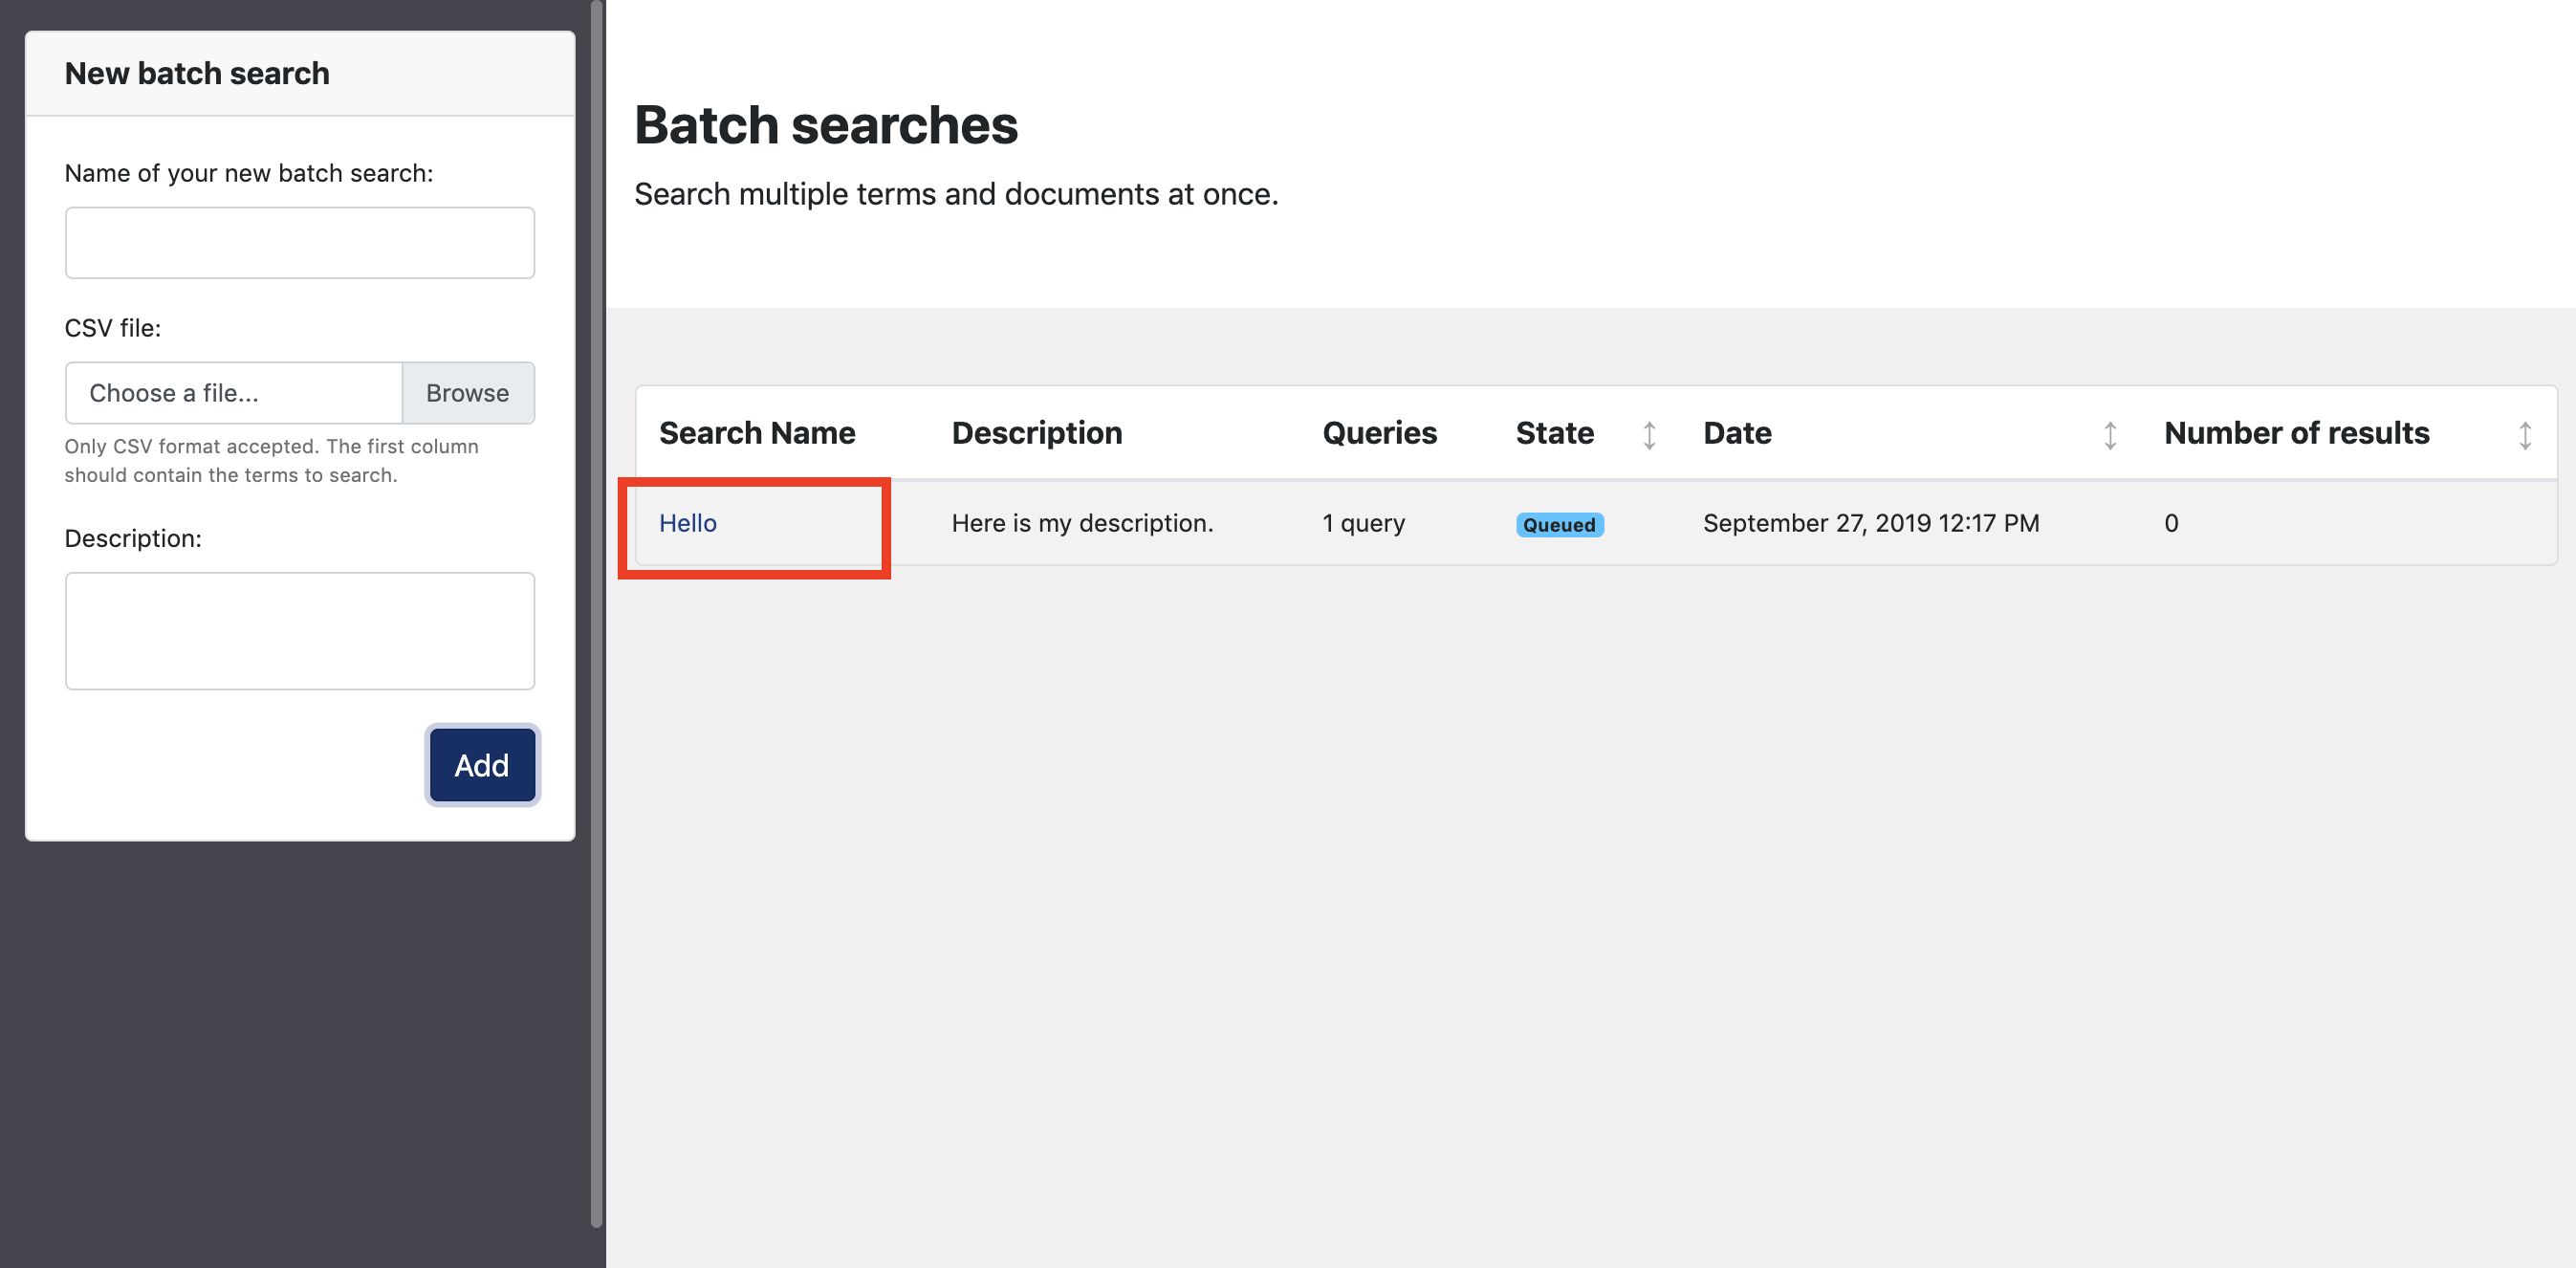 New batch search
Name of your new batch search:
CSV file:
Choose a file...
Browse
Only CSV format accepted. The first column
should contain the terms to search.
Description:
Add
Batch searches
Search multiple terms and documents at once.
Search Name Description Queries State Date Number of results
Hello Here is my description. 1 query Queued September 27, 2019 12:17 PM 0